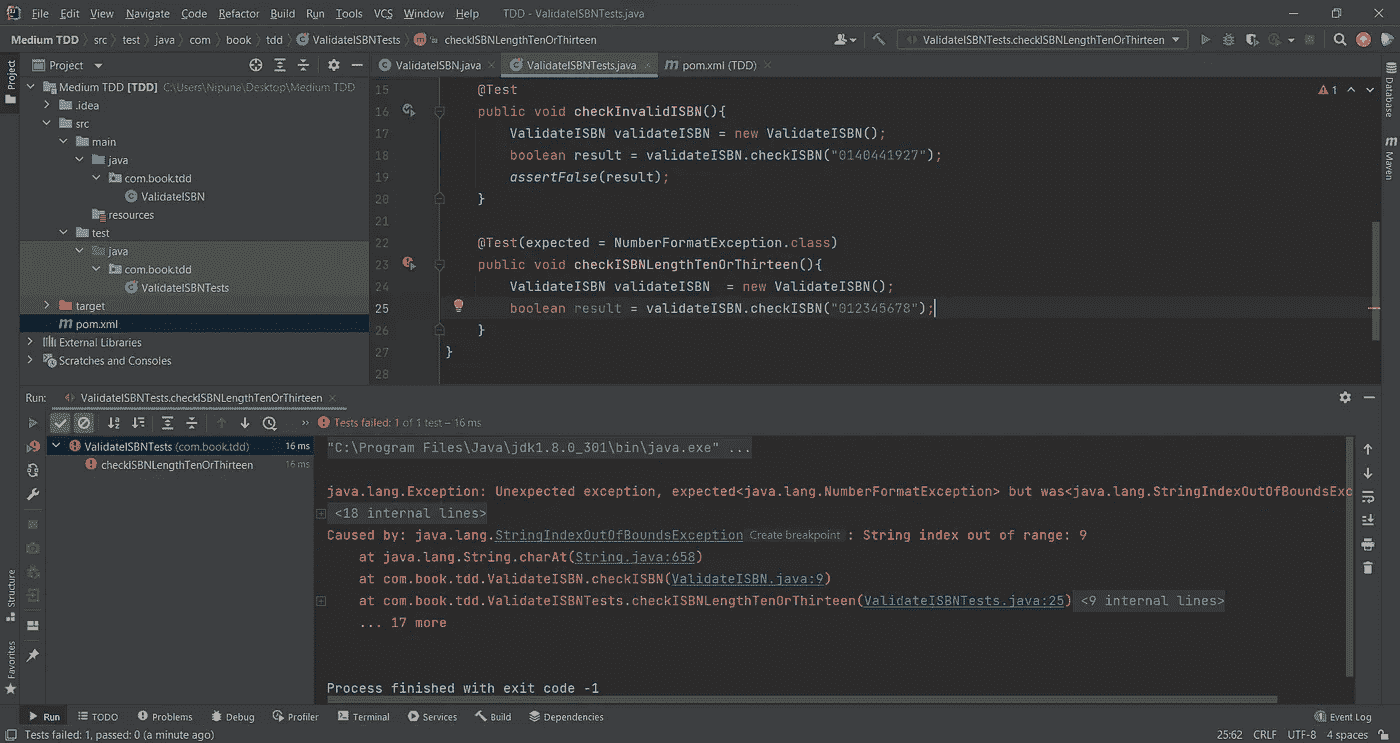 File Edit View Navigate Code Refactor Build Run Tools VCS Window Help TDD - ValidateISBNTests.java
Medium TDD src test java com book tdd ValidateISBNTests checkISBNLengthTenOrThirteen ValidateISBNTests.checkISBNLengthTenOrThirteen
Project
Project
ValidateISBN.java ValidateISBNTests.java pom.xml (TDD)
Medium TDD [TDD] C:\Users\Nipuna\Desktop\Medium TDD
.idea
src
main
java
com.book.tdd
ValidateISBN
resources
test
java
com.book.tdd
ValidateISBNTests
target
pom.xml
External Libraries
Scratches and Consoles
15 @Test
16 public void checkInvalidISBN(){
17 ValidateISBN validateISBN = new ValidateISBN();
18 boolean result = validateISBN.checkISBN("0140441927");
19 assertFalse(result);
20 }
21
22 @Test(expected = NumberFormatException.class)
23 public void checkISBNLengthTenOrThirteen(){
24 ValidateISBN validateISBN  = new ValidateISBN();
25 boolean result = validateISBN.checkISBN("012345678");
26 }
27 }
28
1
Database
Maven
Run: ValidateISBNTests.checkISBNLengthTenOrThirteen
Tests failed: 1 of 1 test – 16 ms
ValidateISBNTests (com.book.tdd) 16 ms
checkISBNLengthTenOrThirteen 16 ms
"C:\Program Files\Java\jdk1.8.0_301\bin\java.exe" ...
java.lang.Exception: Unexpected exception, expected<java.lang.NumberFormatException> but was<java.lang.StringIndexOutOfBoundsExc
<18 internal lines>
Caused by: java.lang.StringIndexOutOfBoundsException Create breakpoint : String index out of range: 9
at java.lang.String.charAt(String.java:658)
at com.book.tdd.ValidateISBN.checkISBN(ValidateISBN.java:9)
at com.book.tdd.ValidateISBNTests.checkISBNLengthTenOrThirteen(ValidateISBNTests.java:25) <9 internal lines>
... 17 more
Process finished with exit code -1
Structure
Favorites
Run TODO Problems Debug Profiler Terminal Services Build Dependencies Event Log
Tests failed: 1, passed: 0 (a minute ago) 25:62 CRLF UTF-8 4 spaces